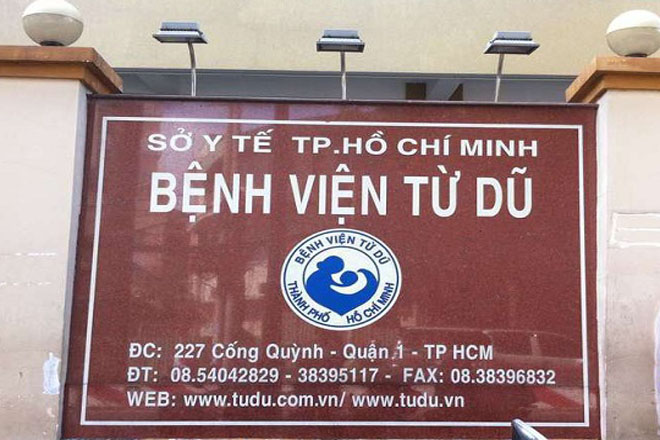 SỞ Y TẾ TP.HỒ CHÍ MINH
BỆNH VIỆN TỪ DŨ
BỆNH VIỆN TỪ DŨ
THÀNH PHỐ HỒ CHÍ MINH
ĐC: 227 Cống Quỳnh - Quận 1 - TP HCM
ĐT: 08.54042829 - 38395117 - FAX: 08.38396832
WEB: www.tudu.com.vn/ www.tudu.vn